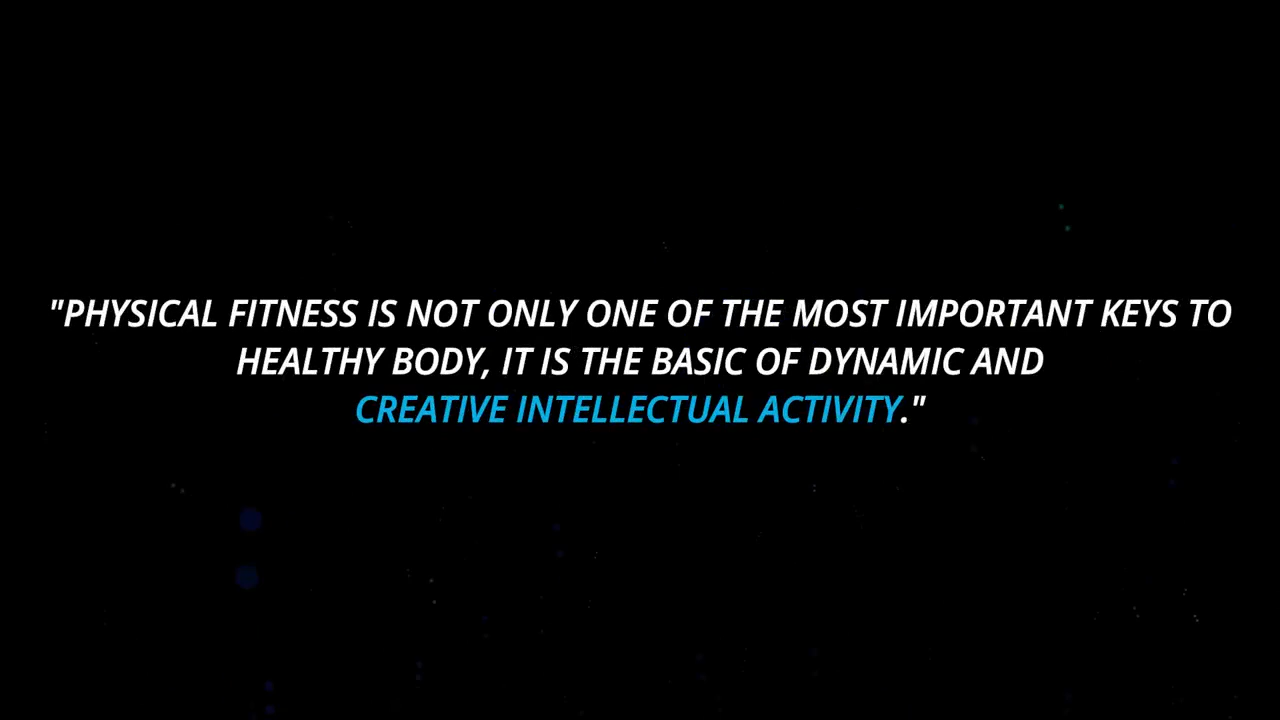 "PHYSICAL FITNESS IS NOT ONLY ONE OF THE MOST IMPORTANT KEYS TO
HEALTHY BODY, IT IS THE BASIC OF DYNAMIC AND
CREATIVE INTELLECTUAL ACTIVITY."